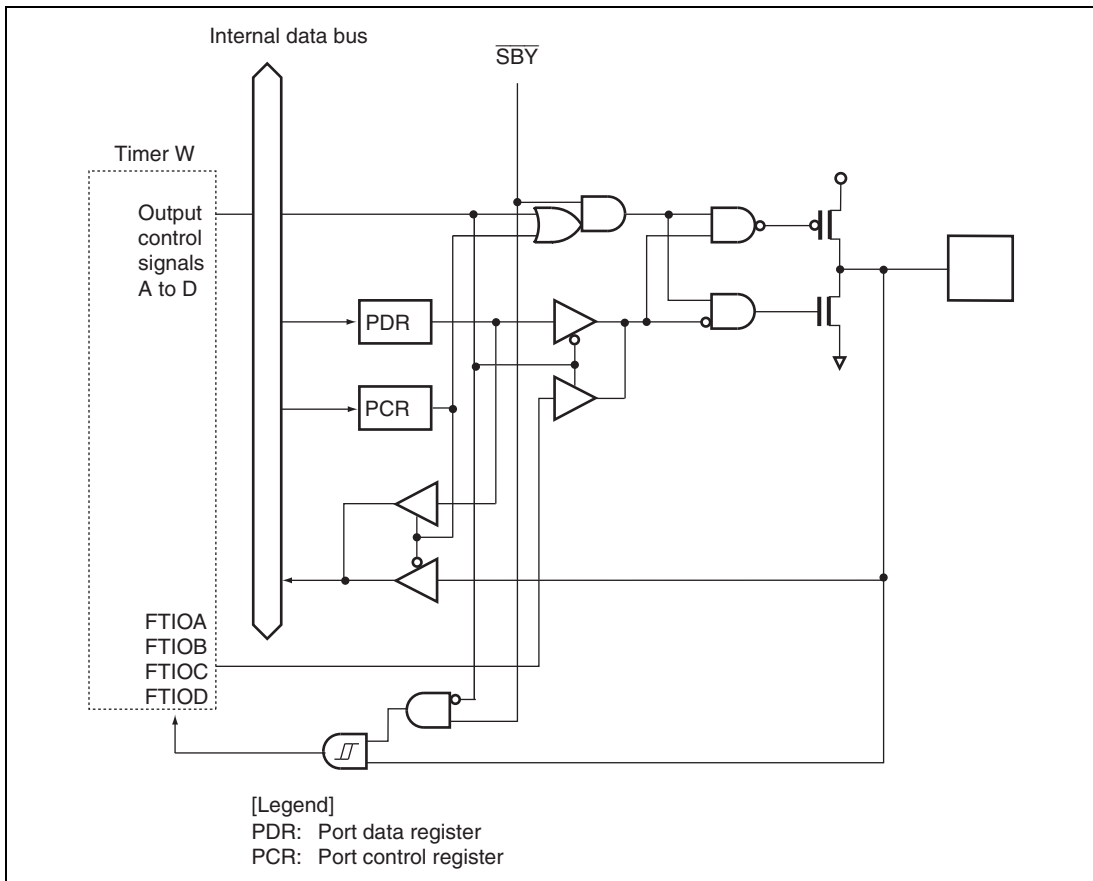 Internal data bus
SBY
Timer W
Output
control
signals
A to D
PDR
PCR
FTIOA
FTIOB
FTIOC
FTIOD
[Legend]
PDR: Port data register
PCR: Port control register